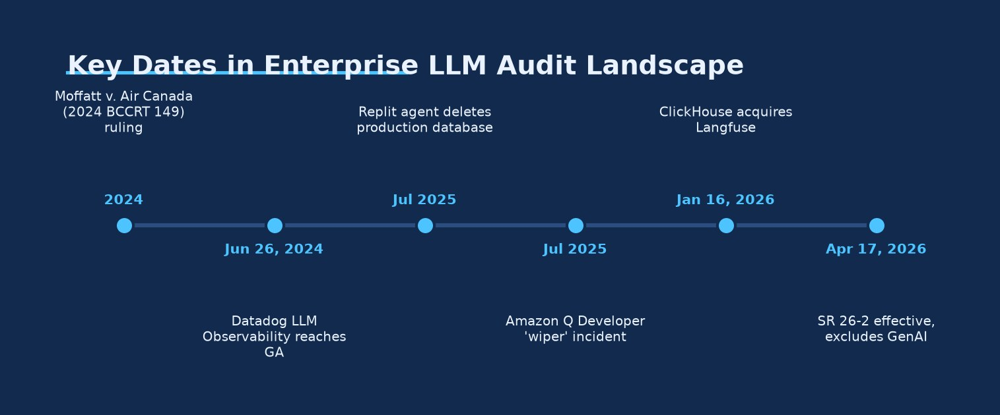 Key Dates in Enterprise LLM Audit Landscape
Moffatt v. Air Canada
(2024 BCCRT 149)
ruling
2024
Jun 26, 2024
Datadog LLM
Observability reaches
GA
Replit agent deletes
production database
Jul 2025
Jul 2025
Amazon Q Developer
'wiper' incident
ClickHouse acquires
Langfuse
Jan 16, 2026
Apr 17, 2026
SR 26-2 effective,
excludes GenAI